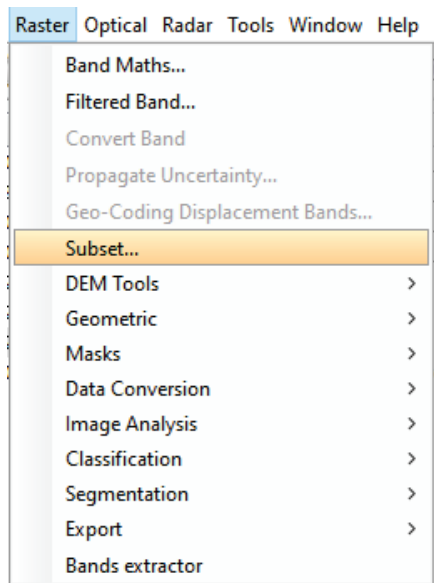 Raster Optical Radar Tools Window Help
Band Maths...
Filtered Band...
Convert Band
Propagate Uncertainty...
Geo-Coding Displacement Bands...
Subset...
DEM Tools
Geometric
Masks
Data Conversion
Image Analysis
Classification
Segmentation
Export
Bands extractor